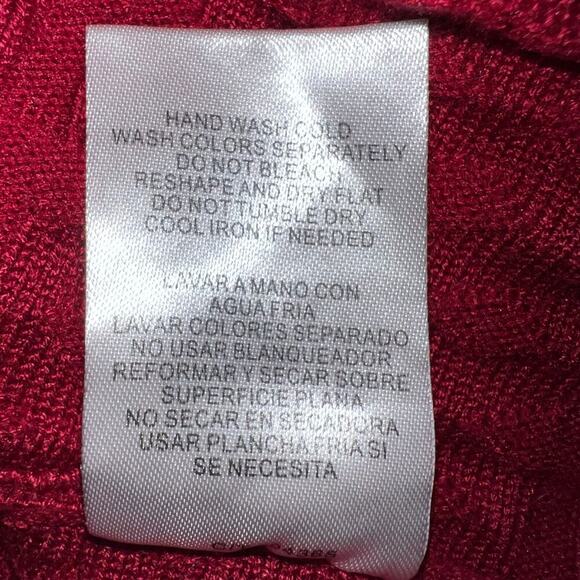 HAND WASH COLD
WASH COLORS SEPARATELY
DO NOT BLEACH
RESHAPE AND DRY FLAT
DO NOT TUMBLE DRY
COOL IRON IF NEEDED
LAVAR A MANO CON
AGUA FRIA
LAVAR COLORES SEPARADO
NO USAR BLANQUEADOR
REFORMAR Y SECAR SOBRE
SUPERFICIE PLANA
NO SECAR EN SECADORA
USAR PLANCHA FRIA SI
SE NECESITA